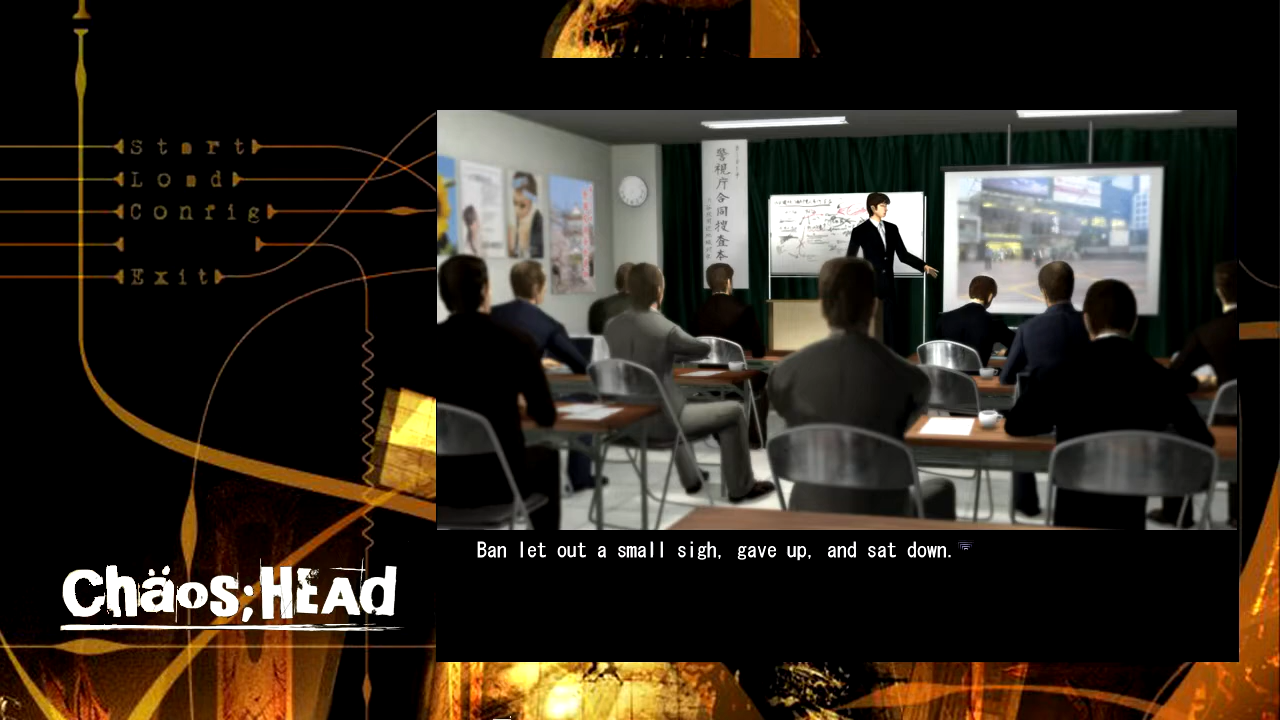 Start
Load
Config
Exit
警視庁合同捜査本
Ban let out a small sigh, gave up, and sat down.
Chäos;HEAd